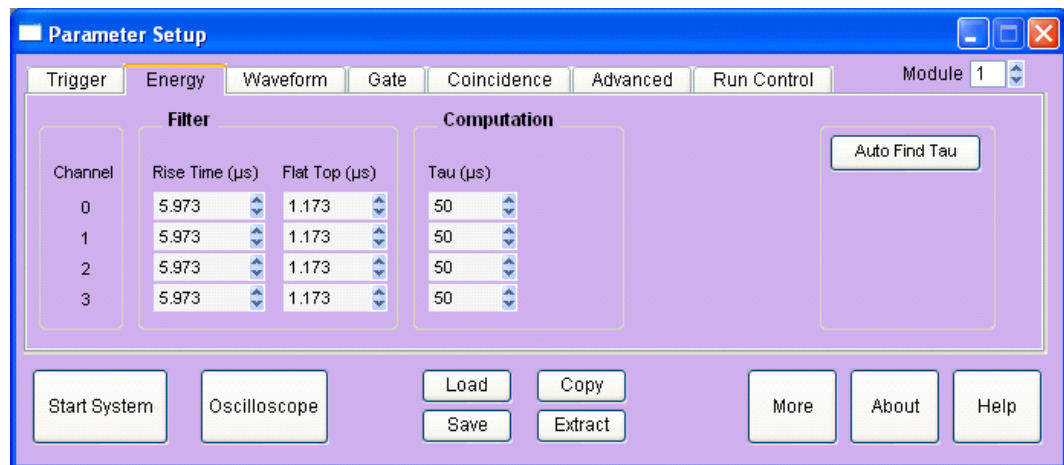 Parameter Setup
Trigger Energy Waveform Gate Coincidence Advanced Run Control Module 1
Filter Computation
Auto Find Tau
Channel Rise Time (µs) Flat Top (µs) Tau (µs)
0 5.973 1.173 50
1 5.973 1.173 50
2 5.973 1.173 50
3 5.973 1.173 50
Start System Oscilloscope Load Copy More About Help
Save Extract